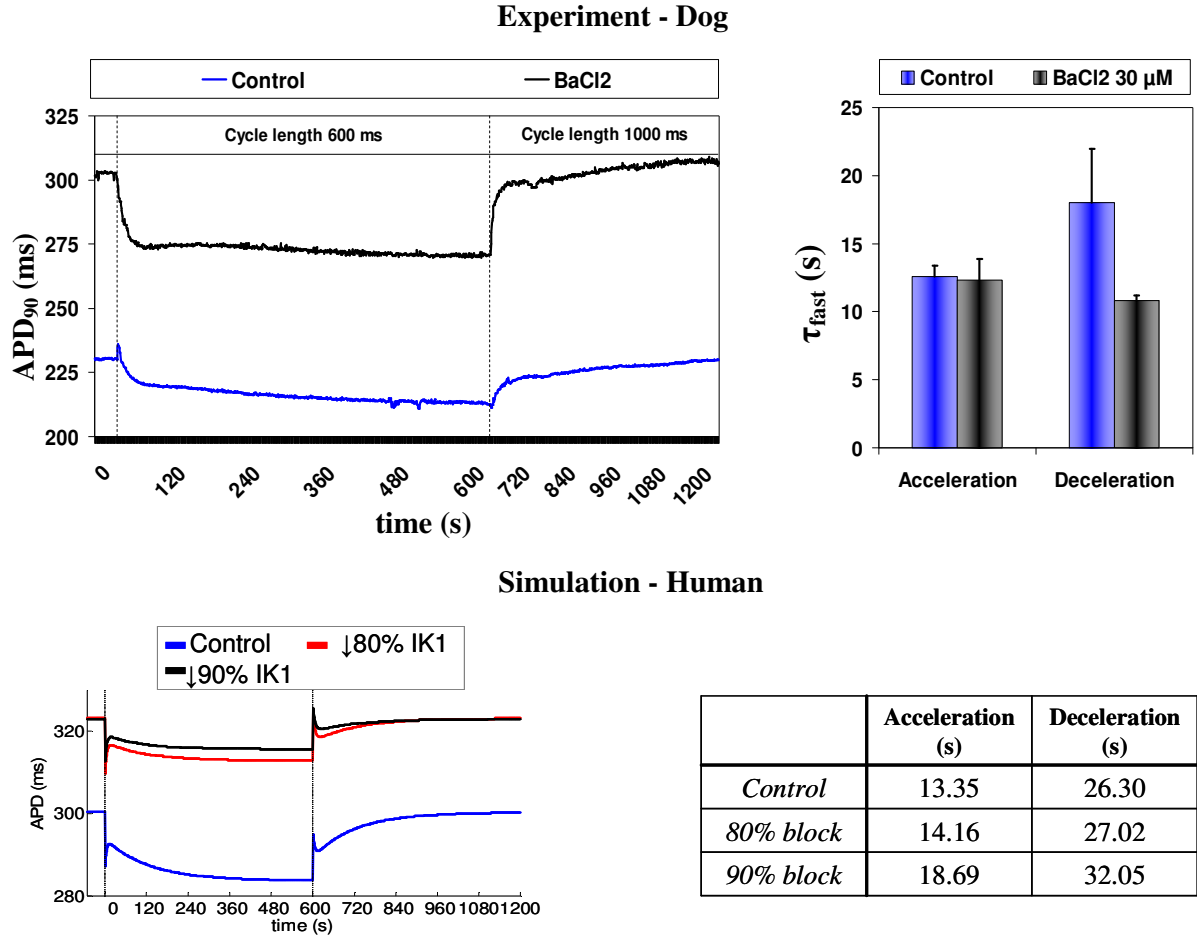 Experiment - Dog
Control
BaCl2
325
300
275
250
225
200
APD90 (ms)
Cycle length 600 ms
Cycle length 1000 ms
0
120
240
360
480
600
720
840
960
1080
1200
time (s)
Control
BaCl2 30 µM
25
20
15
10
5
0
τfast (s)
Acceleration
Deceleration
Simulation - Human
Control
↓80% IK1
↓90% IK1
320
300
280
APD (ms)
0 120 240 360 480 600 720 840 960 1080 1200
time (s)
Acceleration (s)
Deceleration (s)
Control 13.35 26.30
80% block 14.16 27.02
90% block 18.69 32.05